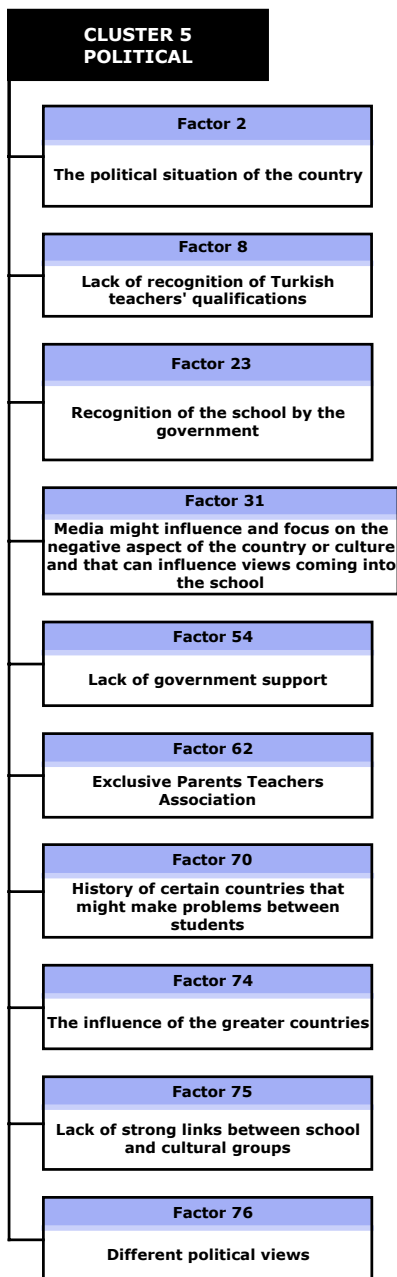 CLUSTER 5
POLITICAL
Factor 2
The political situation of the country
Factor 8
Lack of recognition of Turkish
teachers' qualifications
Factor 23
Recognition of the school by the
government
Factor 31
Media might influence and focus on the
negative aspect of the country or culture
and that can influence views coming into
the school
Factor 54
Lack of government support
Factor 62
Exclusive Parents Teachers
Association
Factor 70
History of certain countries that
might make problems between
students
Factor 74
The influence of the greater countries
Factor 75
Lack of strong links between school
and cultural groups
Factor 76
Different political views